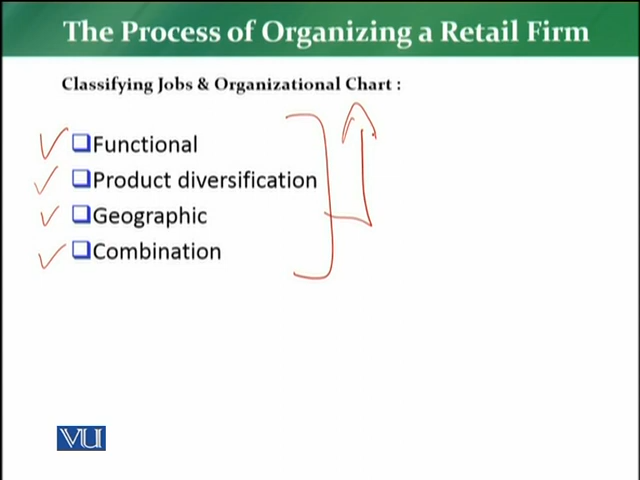 The Process of Organizing a Retail Firm
Classifying Jobs & Organizational Chart :
Functional
Product diversification
Geographic
Combination
VU